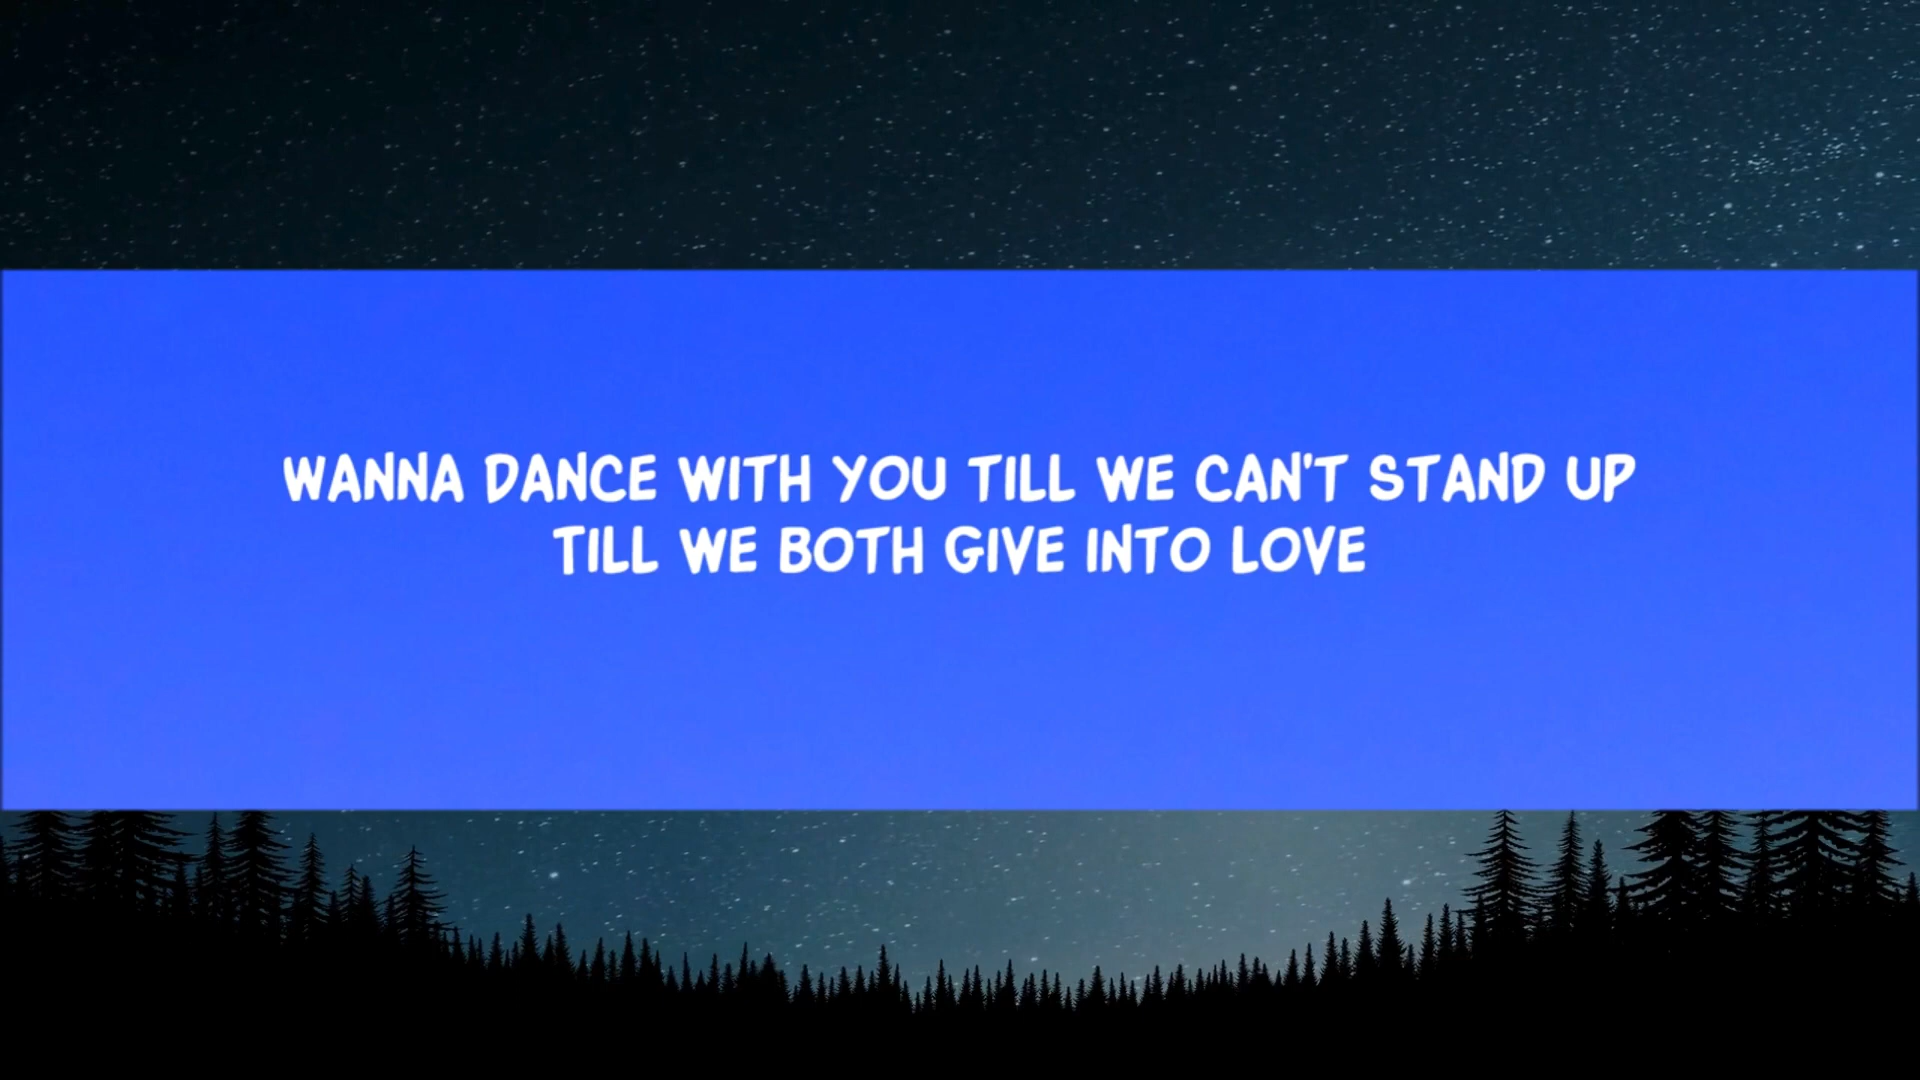 WANNA DANCE WITH YOU TILL WE CAN'T STAND UP
TILL WE BOTH GIVE INTO LOVE